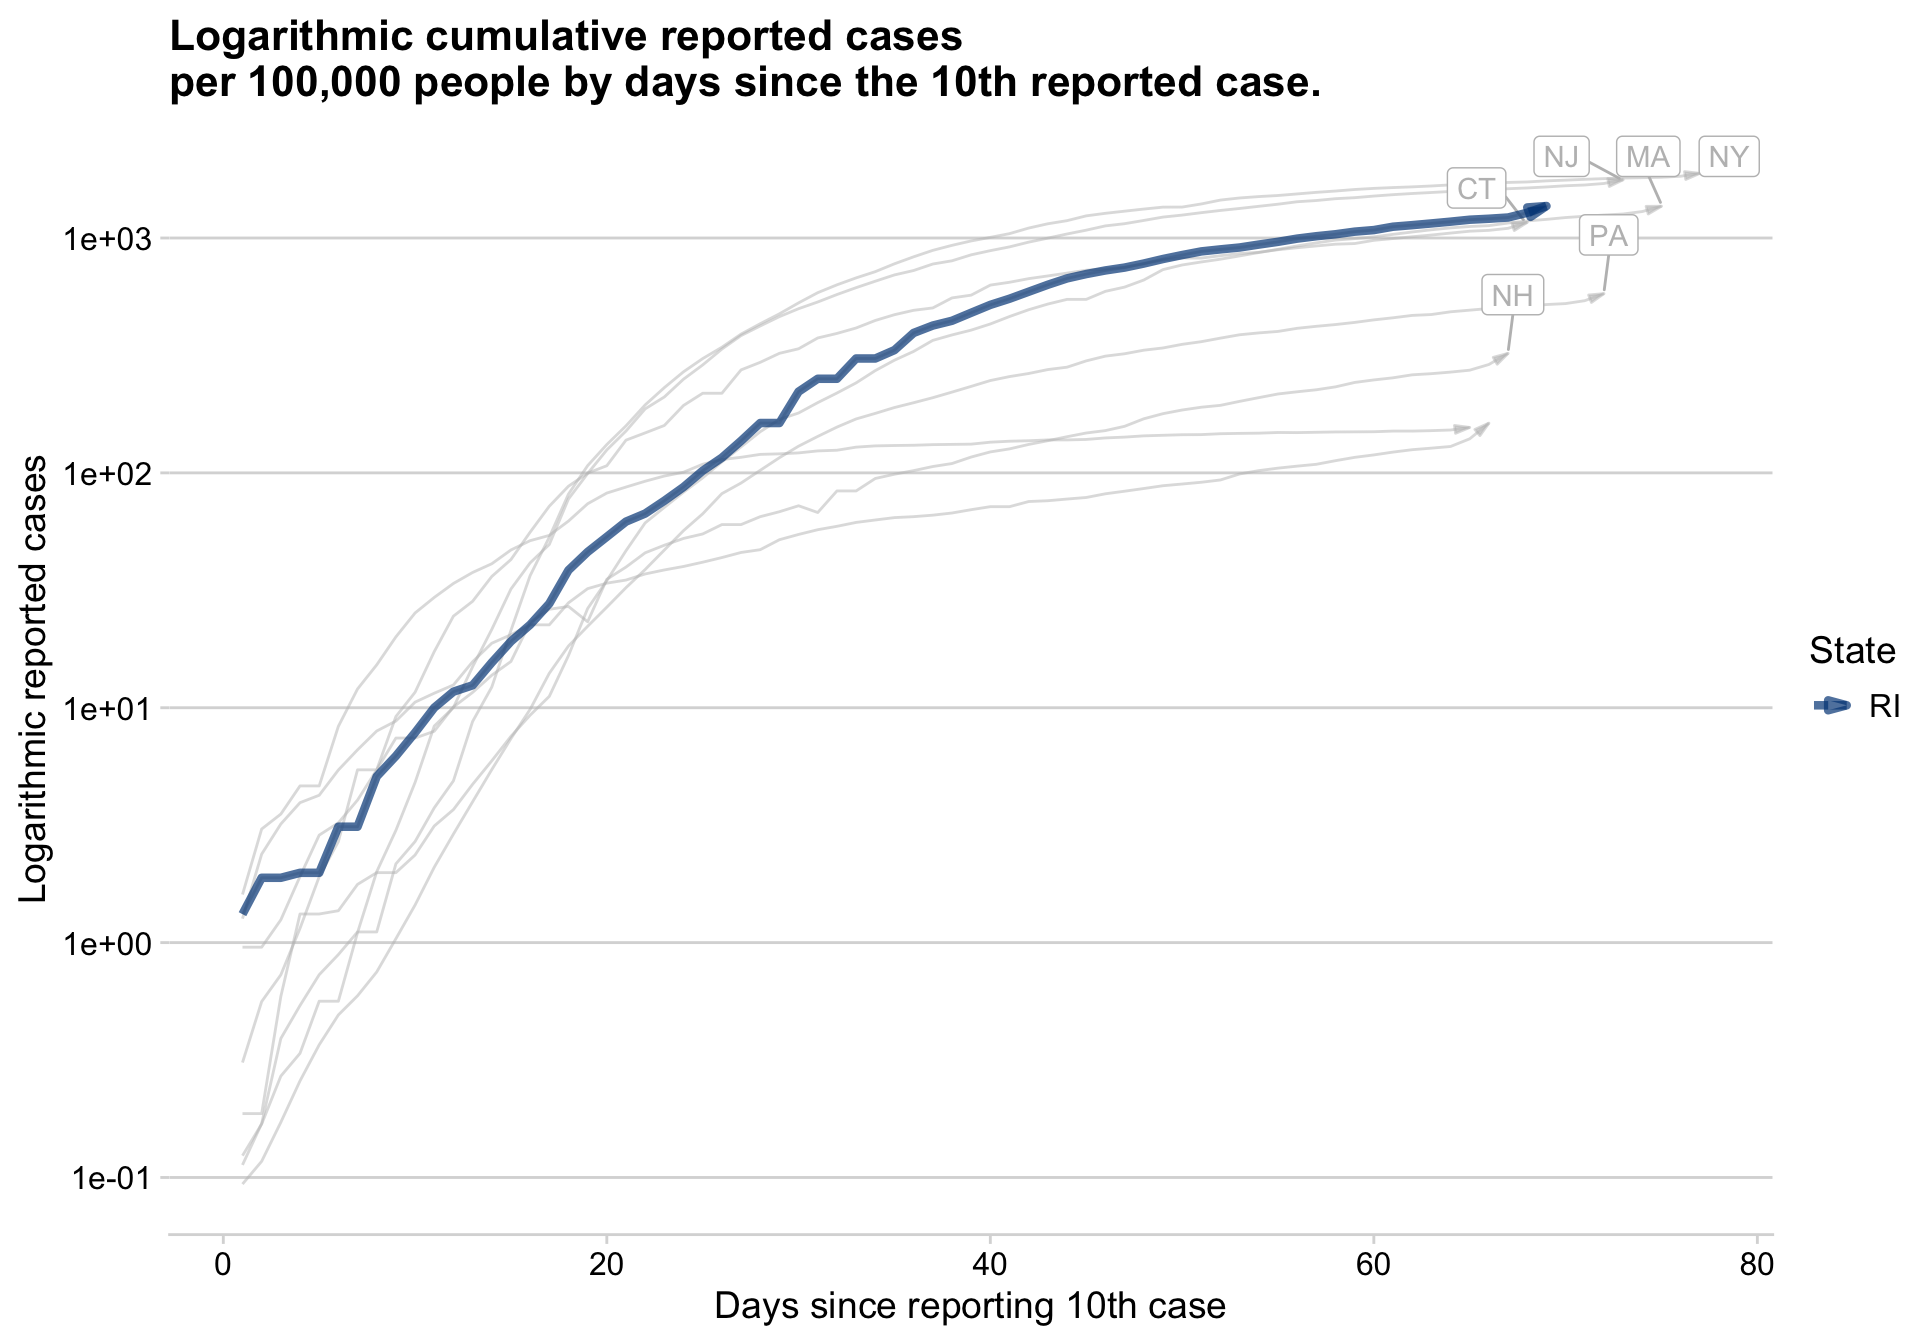 Logarithmic cumulative reported cases
per 100,000 people by days since the 10th reported case.
NJ
MA
NY
CT
PA
NH
1e+03
1e+02
1e+01
1e+00
1e-01
Logarithmic reported cases
0
20
40
60
80
Days since reporting 10th case
State
RI